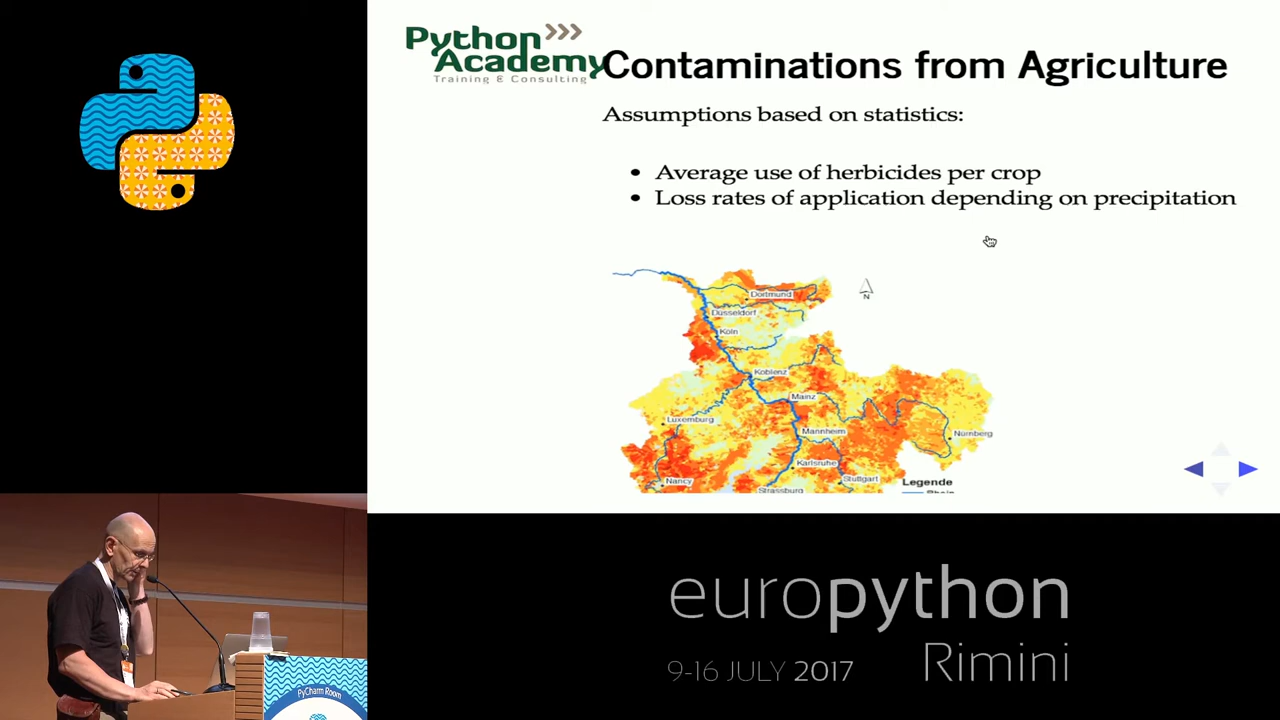 Python
Academy
Training & Consulting
Contaminations from Agriculture
Assumptions based on statistics:
• Average use of herbicides per crop
• Loss rates of application depending on precipitation
N
Dortmund
Düsseldorf
Köln
Koblenz
Mainz
Luxemburg
Mannheim
Nürnberg
Karlsruhe
Stuttgart
Nancy
Strassburg
Legende
Rhein
europython
9-16 JULY 2017
Rimini
PyCharm Room